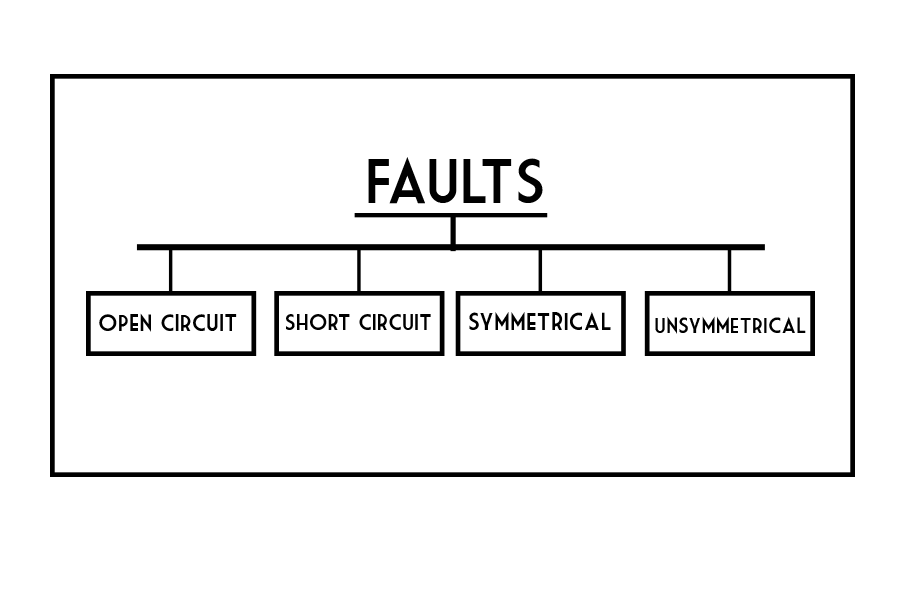 FAULTS
OPEN CIRCUIT
SHORT CIRCUIT
SYMMETRICAL
UNSYMMETRICAL